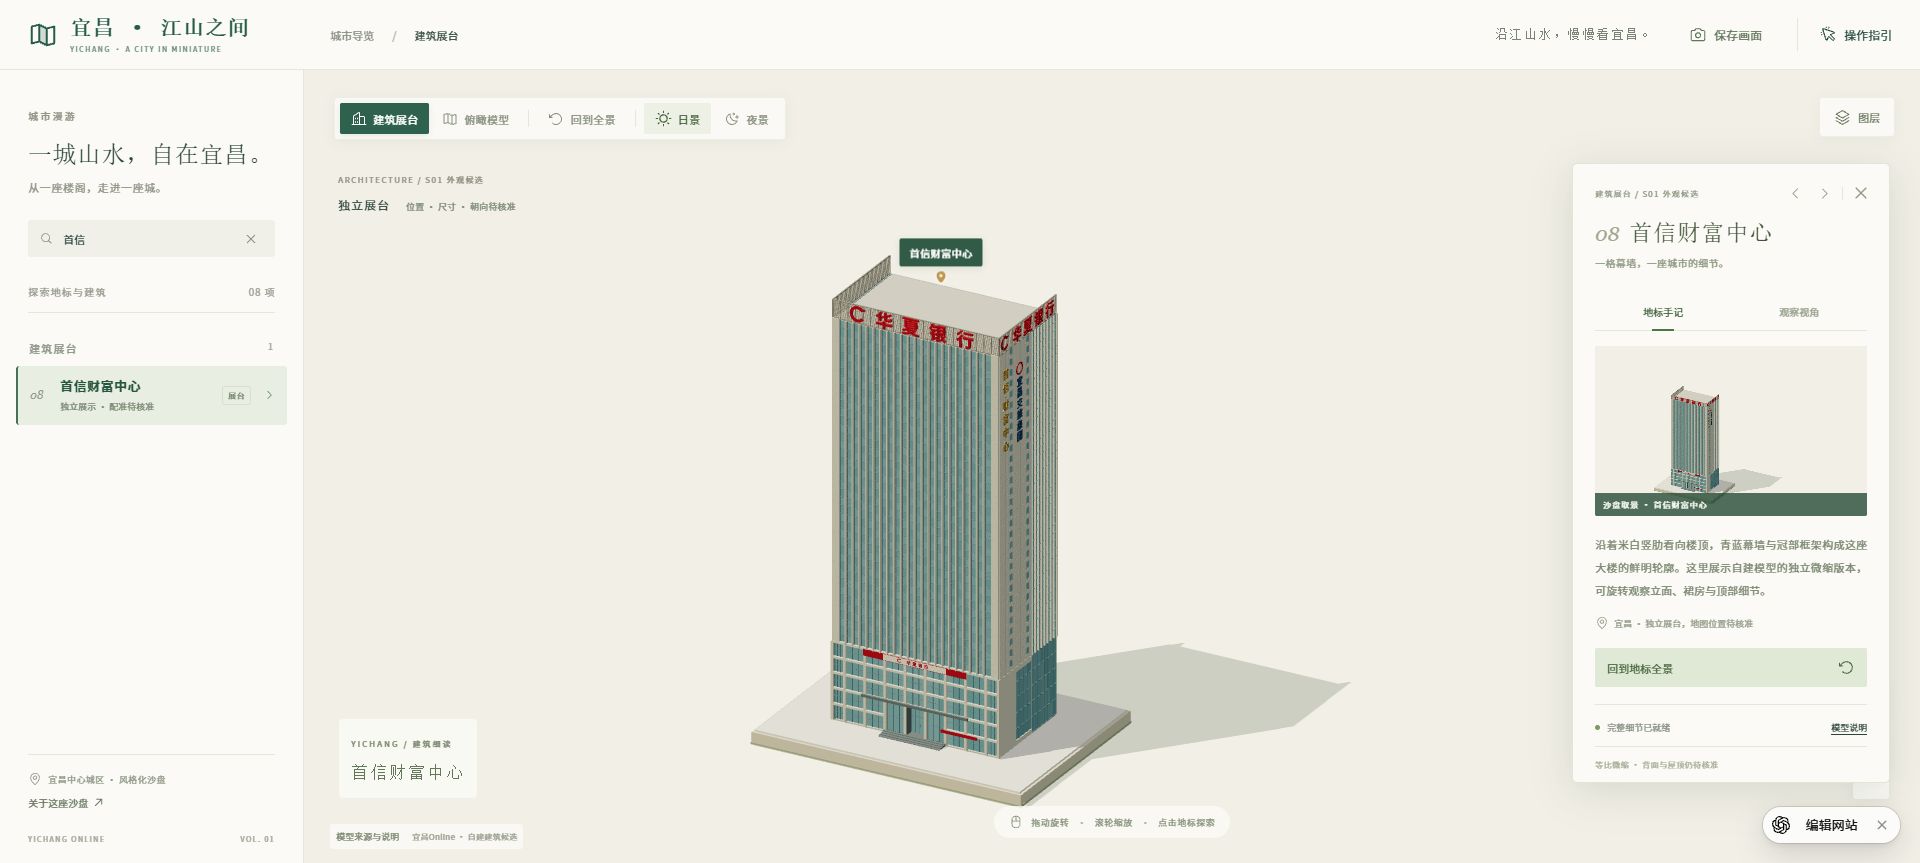 宜昌 · 江山之间
YICHANG · A CITY IN MINIATURE
城市导览 / 建筑展台
沿江山水，慢慢看宜昌。
保存画面
操作指引
城市漫游
一城山水，自在宜昌。
从一座楼阁，走进一座城。
首信
探索地标与建筑 08 项
建筑展台 1
08 首信财富中心
独立展示 · 配准待核准
展台
宜昌中心城区 · 风格化沙盘
关于这座沙盘
YICHANG ONLINE VOL. 01
建筑展台 俯瞰模型 回到全景 日景 夜景
图层
ARCHITECTURE / S01 外观候选
独立展台 位置 · 尺寸 · 朝向待核准
首信财富中心
华夏银行
华夏银行
华夏银行
YICHANG / 建筑细读
首信财富中心
模型来源与说明 宜昌Online · 自建建筑候选
拖动旋转 · 滚轮缩放 · 点击地标探索
建筑展台 / S01 外观候选
08 首信财富中心
一格幕墙，一座城市的细节。
地标手记 观察视角
沙盘取景 · 首信财富中心
沿着米白竖肋看向楼顶，青蓝幕墙与冠部框架构成这座
大楼的鲜明轮廓。这里展示自建模型的独立微缩版本，
可旋转观察立面、裙房与顶部细节。
宜昌 · 独立展台，地图位置待核准
回到地标全景
完整细节已就绪 模型说明
等比微缩 · 背面与屋顶仍待核准
编辑网站